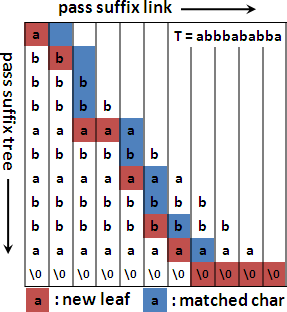 pass suffix link
pass suffix tree
a T = abbbababba
b b
b b b
b b b b
a a a a a
b b b b b b
a a a a a a a
b b b b b b b b
b b b b b b b b b
a a a a a a a a a a
\0 \0 \0 \0 \0 \0 \0 \0 \0 \0 \0
a : new leaf a : matched char